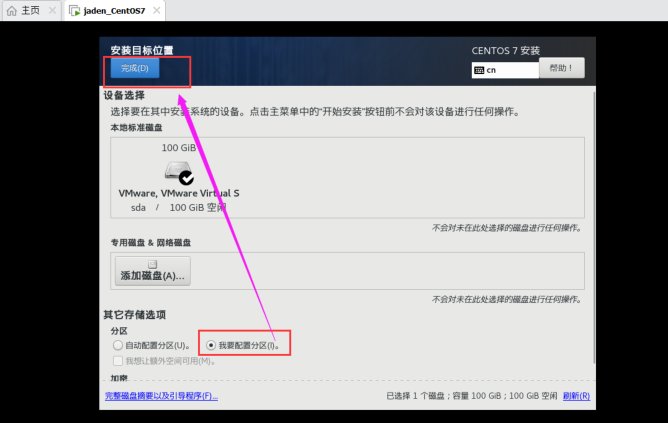 主页
jaden_CentOS7
安装目标位置
CENTOS 7 安装
完成(D)
cn
帮助！
设备选择
选择要在其中安装系统的设备。点击主菜单中的"开始安装"按钮前不会对该设备进行任何操作。
本地标准磁盘
100 GiB
VMware, VMware Virtual S
sda / 100 GiB 空闲
不会对未在此处选择的磁盘进行任何操作。
专用磁盘 & 网络磁盘
添加磁盘(A)...
不会对未在此处选择的磁盘进行任何操作。
其它存储选项
分区
自动配置分区(U)。
我要配置分区(I)。
我想让额外空间可用(M)。
加密
完整磁盘摘要以及引导程序(F)...
已选择 1 个磁盘；容量 100 GiB；100 GiB 空闲
刷新(R)